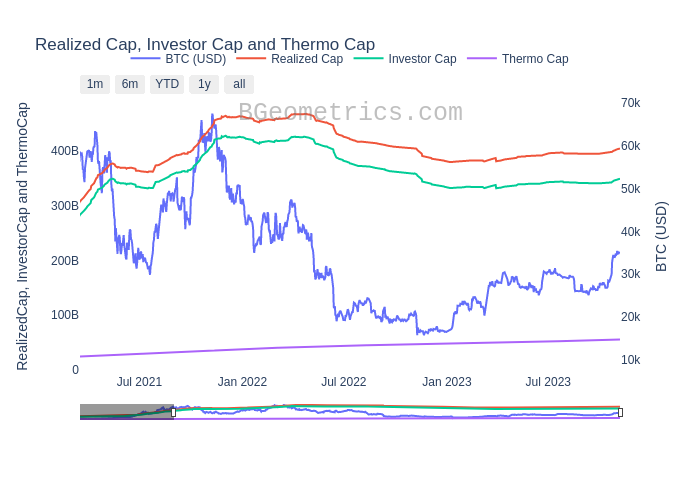 Realized Cap, Investor Cap and Thermo Cap
BTC (USD) Realized Cap Investor Cap Thermo Cap
1m 6m YTD 1y all
BGeometrics.com
RealizedCap, InvestorCap and ThermoCap
400B
300B
200B
100B
0
70k
60k
50k
40k
30k
20k
10k
BTC (USD)
Jul 2021 Jan 2022 Jul 2022 Jan 2023 Jul 2023